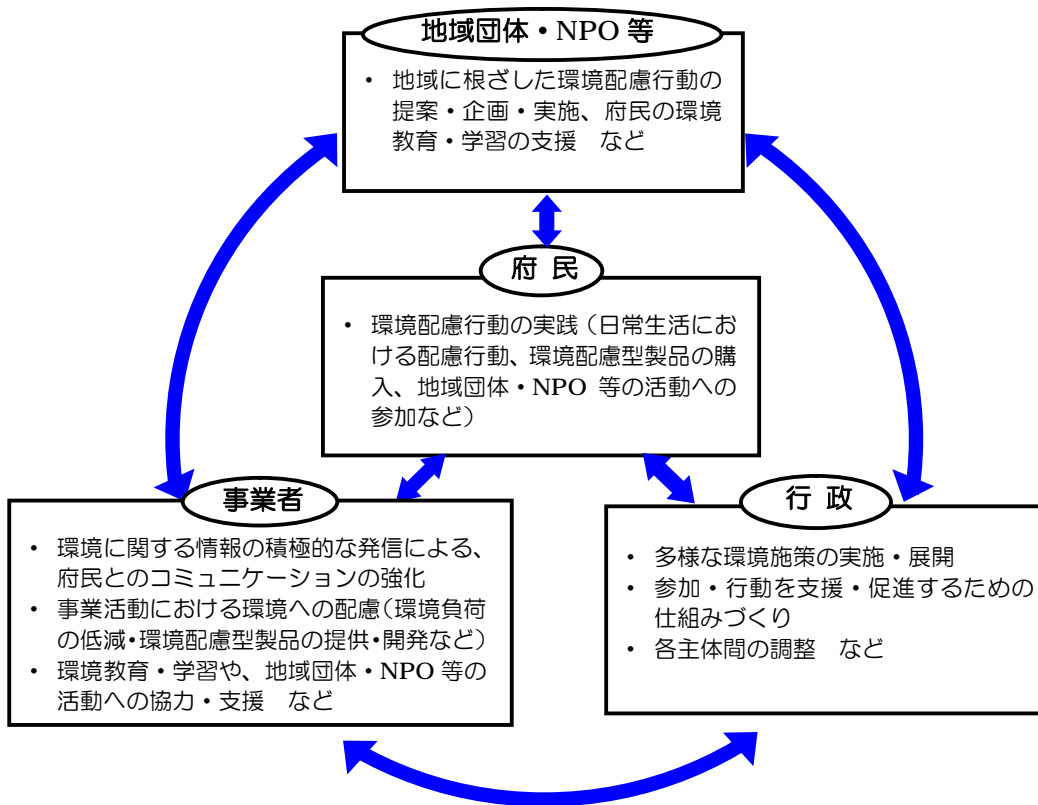 地域団体・NPO 等
・ 地域に根ざした環境配慮行動の
提案・企画・実施、府民の環境
教育・学習の支援　など
府 民
・ 環境配慮行動の実践（日常生活にお
ける配慮行動、環境配慮型製品の購
入、地域団体・NPO 等の活動への
参加など）
事業者
・ 環境に関する情報の積極的な発信による、
府民とのコミュニケーションの強化
・ 事業活動における環境への配慮（環境負荷
の低減・環境配慮型製品の提供・開発など）
・ 環境教育・学習や、地域団体・NPO 等の
活動への協力・支援　など
行 政
・ 多様な環境施策の実施・展開
・ 参加・行動を支援・促進するための
仕組みづくり
・ 各主体間の調整　など